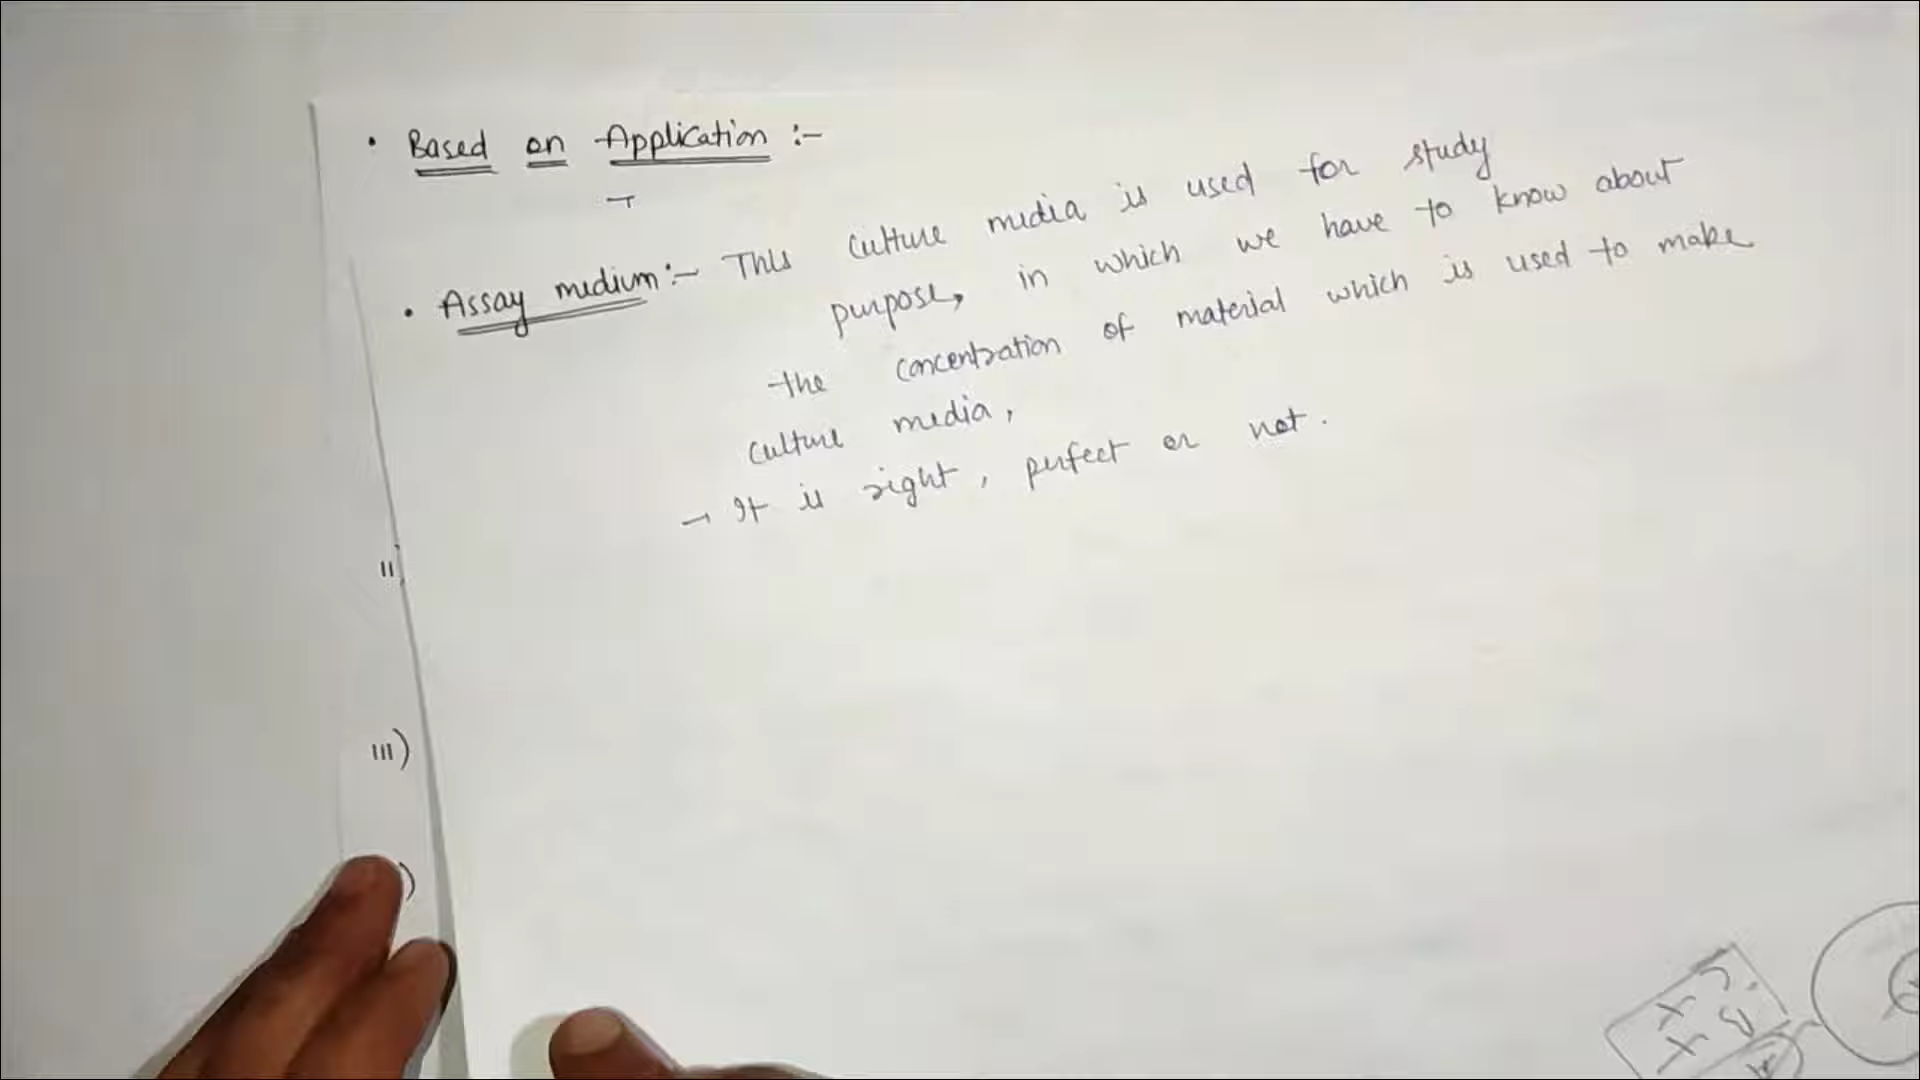 • Based on Application :-
→
• Assay medium :- This culture media is used for study
purpose, in which we have to know about
the concentration of material which is used to make
culture media,
→ It is right, perfect or not.
II
III)
)